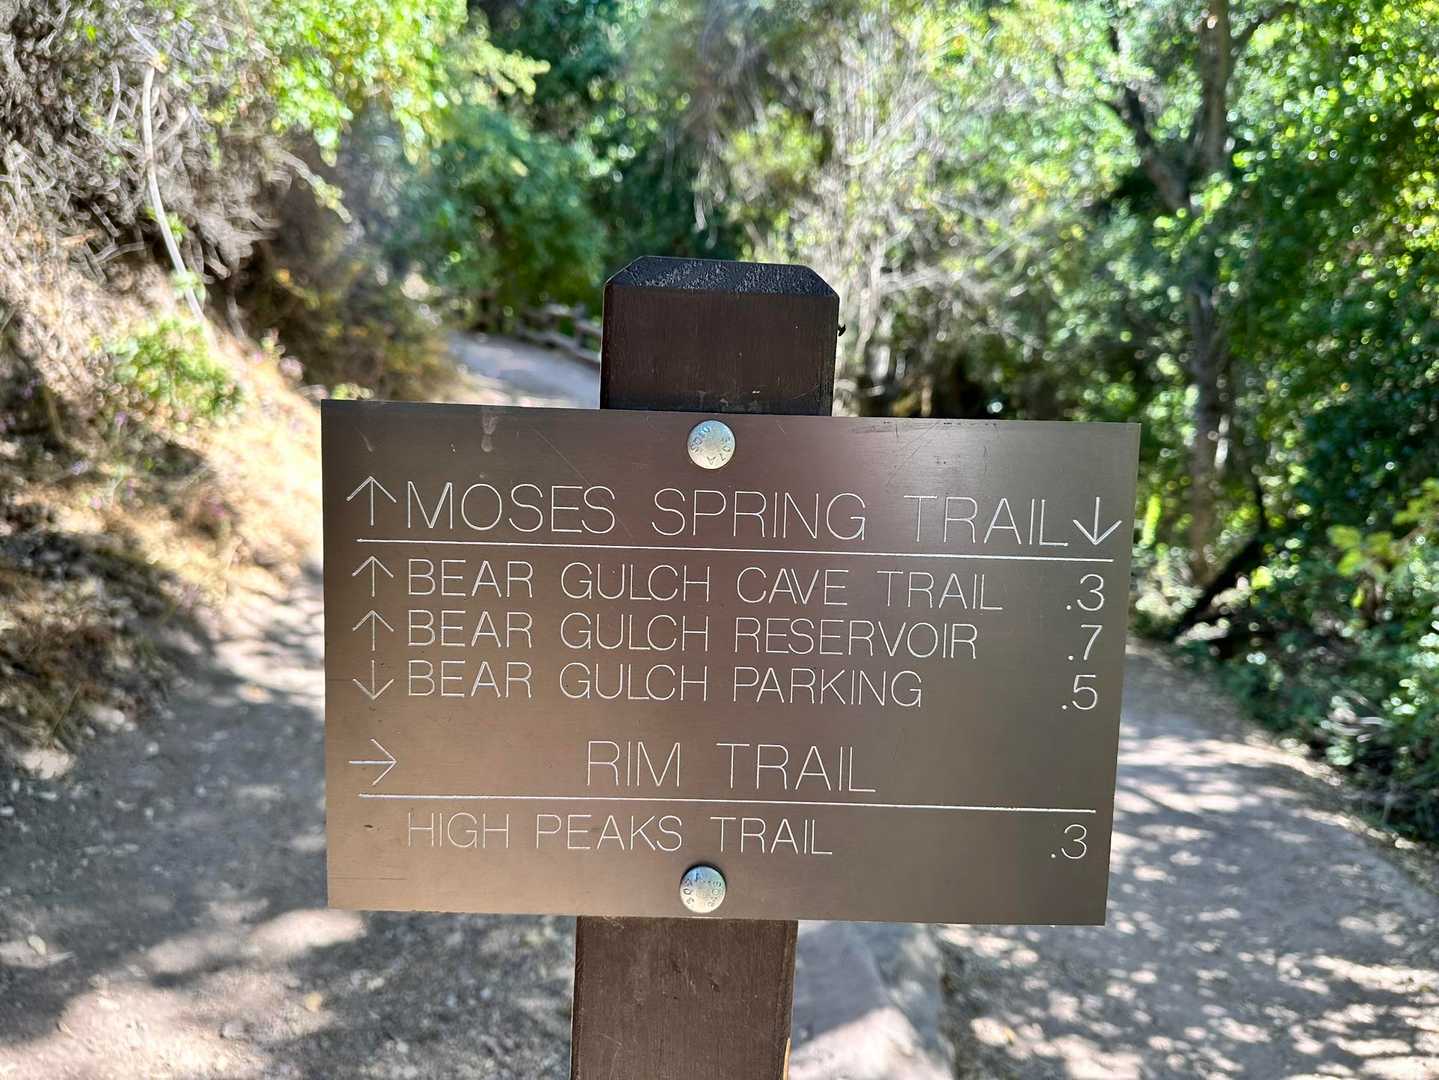 ↑ MOSES SPRING TRAIL ↓
↑ BEAR GULCH CAVE TRAIL .3
↑ BEAR GULCH RESERVOIR .7
↓ BEAR GULCH PARKING .5
→ RIM TRAIL
HIGH PEAKS TRAIL .3